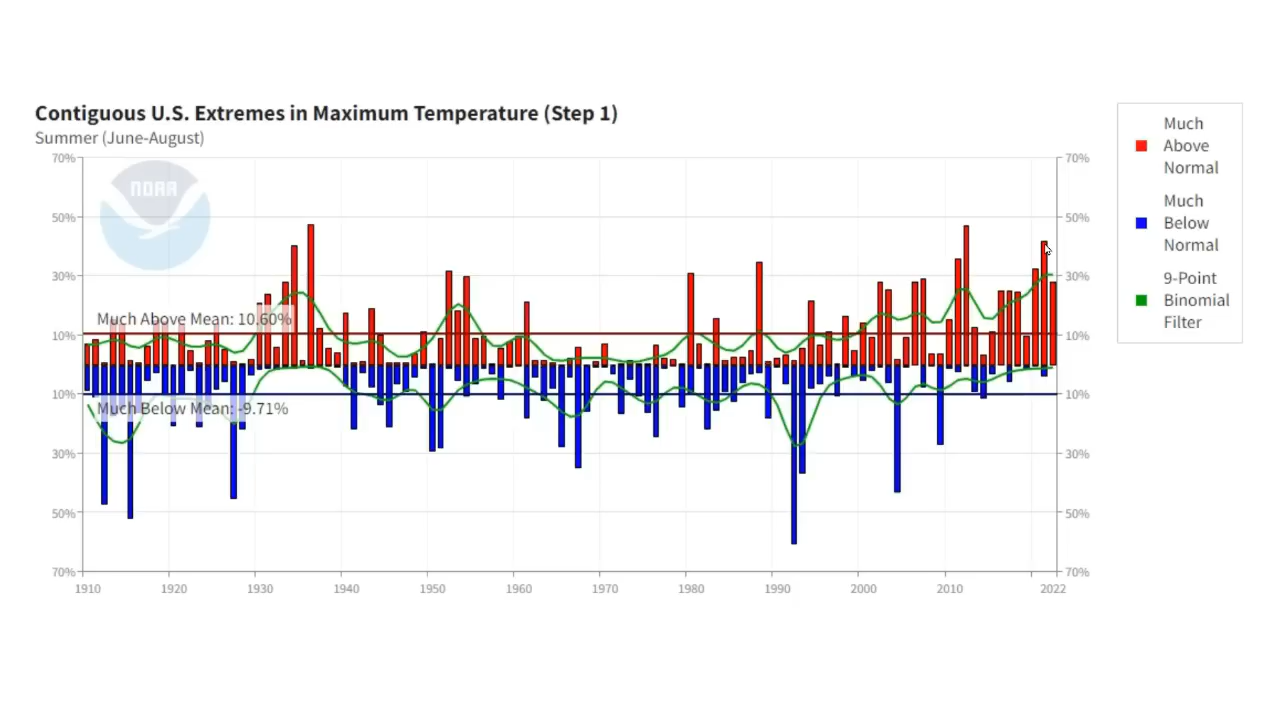 Contiguous U.S. Extremes in Maximum Temperature (Step 1)
Summer (June-August)
70%
50%
30%
10%
10%
30%
50%
70%
NOAA
Much Above Mean: 10.60%
Much Below Mean: -9.71%
70%
50%
30%
10%
10%
30%
50%
70%
1910 1920 1930 1940 1950 1960 1970 1980 1990 2000 2010 2022
Much
Above
Normal
Much
Below
Normal
9-Point
Binomial
Filter